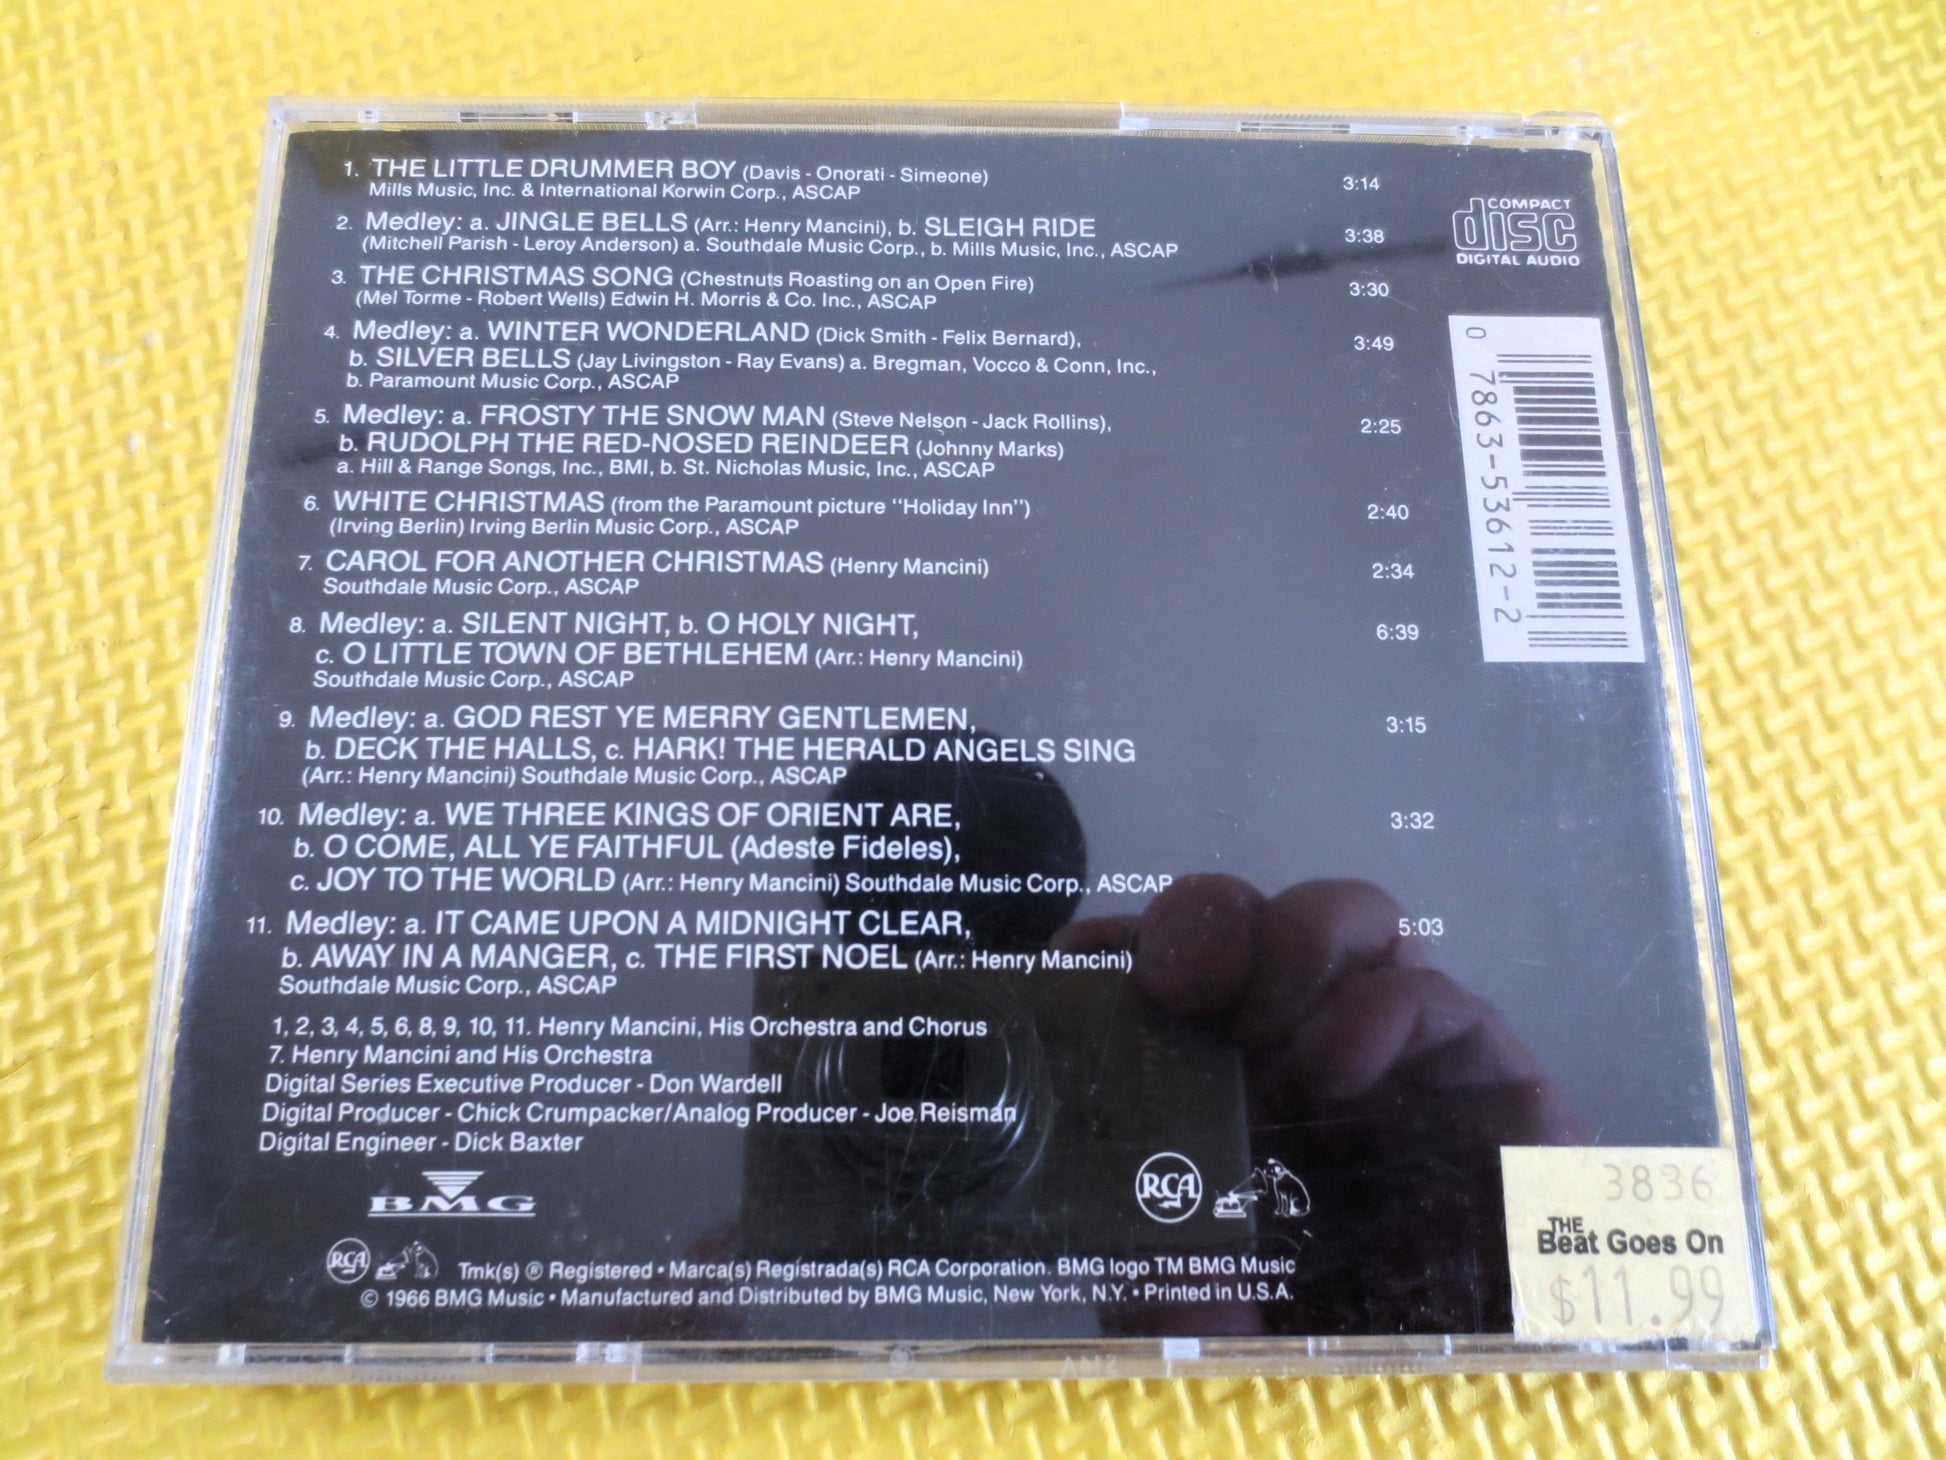 1. THE LITTLE DRUMMER BOY (Davis - Onorati - Simeone) 3:14
Mills Music, Inc. & International Korwin Corp., ASCAP
2. Medley: a. JINGLE BELLS (Arr.: Henry Mancini), b. SLEIGH RIDE 3:38
(Mitchell Parish - Leroy Anderson) a. Southdale Music Corp., b. Mills Music, Inc., ASCAP
3. THE CHRISTMAS SONG (Chestnuts Roasting on an Open Fire) 3:30
(Mel Torme - Robert Wells) Edwin H. Morris & Co. Inc., ASCAP
4. Medley: a. WINTER WONDERLAND (Dick Smith - Felix Bernard), 3:49
b. SILVER BELLS (Jay Livingston - Ray Evans) a. Bregman, Vocco & Conn, Inc.,
b. Paramount Music Corp., ASCAP
5. Medley: a. FROSTY THE SNOW MAN (Steve Nelson - Jack Rollins), 2:25
b. RUDOLPH THE RED-NOSED REINDEER (Johnny Marks)
a. Hill & Range Songs, Inc., BMI, b. St. Nicholas Music, Inc., ASCAP
6. WHITE CHRISTMAS (from the Paramount picture "Holiday Inn") 2:40
(Irving Berlin) Irving Berlin Music Corp., ASCAP
7. CAROL FOR ANOTHER CHRISTMAS (Henry Mancini) 2:34
Southdale Music Corp., ASCAP
8. Medley: a. SILENT NIGHT, b. O HOLY NIGHT, 6:39
c. O LITTLE TOWN OF BETHLEHEM (Arr.: Henry Mancini)
Southdale Music Corp., ASCAP
9. Medley: a. GOD REST YE MERRY GENTLEMEN, 3:15
b. DECK THE HALLS, c. HARK! THE HERALD ANGELS SING
(Arr.: Henry Mancini) Southdale Music Corp., ASCAP
10. Medley: a. WE THREE KINGS OF ORIENT ARE, 3:32
b. O COME, ALL YE FAITHFUL (Adeste Fideles),
c. JOY TO THE WORLD (Arr.: Henry Mancini) Southdale Music Corp., ASCAP
11. Medley: a. IT CAME UPON A MIDNIGHT CLEAR, 5:03
b. AWAY IN A MANGER, c. THE FIRST NOEL (Arr.: Henry Mancini)
Southdale Music Corp., ASCAP
1, 2, 3, 4, 5, 6, 8, 9, 10, 11. Henry Mancini, His Orchestra and Chorus
7. Henry Mancini and His Orchestra
Digital Series Executive Producer - Don Wardell
Digital Producer - Chick Crumpacker/Analog Producer - Joe Reisman
Digital Engineer - Dick Baxter
BMG
RCA
RCA Tmk(s) ® Registered • Marca(s) Registrada(s) RCA Corporation. BMG logo TM BMG Music
© 1966 BMG Music • Manufactured and Distributed by BMG Music, New York, N.Y. • Printed in U.S.A.
COMPACT
disc
DIGITAL AUDIO
0 7863-53612-2
3836
THE
Beat Goes On
$11.99